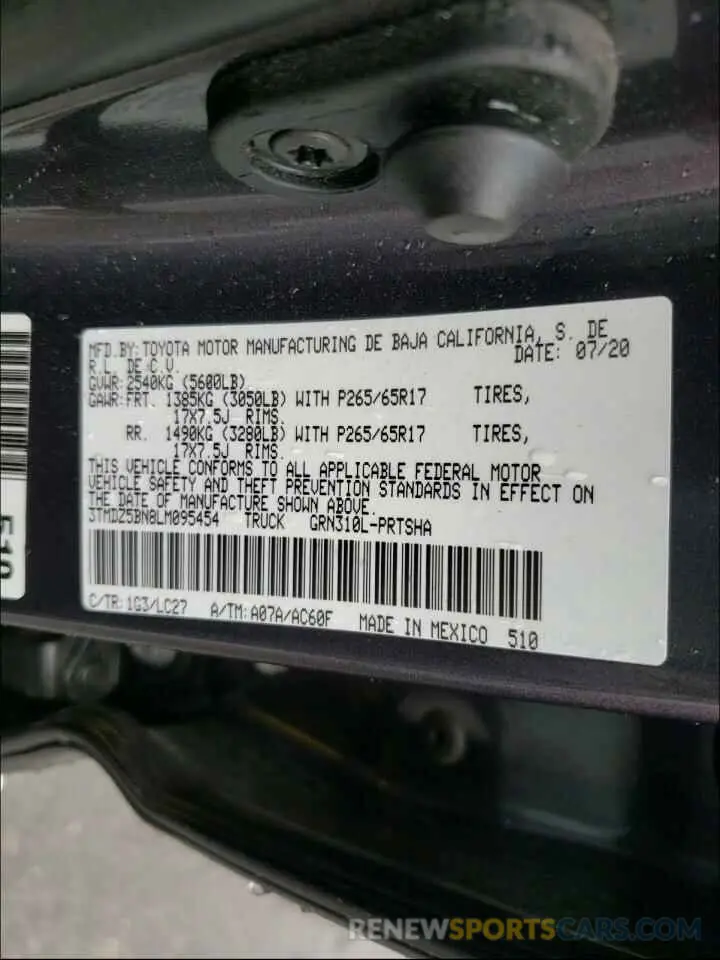 MFD.BY:TOYOTA MOTOR MANUFACTURING DE BAJA CALIFORNIA, S. DE
R.L. DE C.V. DATE: 07/20
GVWR:2540KG (5600LB)
GAWR:FRT. 1385KG (3050LB) WITH P265/65R17 TIRES,
17X7.5J RIMS.
RR. 1490KG (3280LB) WITH P265/65R17 TIRES,
17X7.5J RIMS.
THIS VEHICLE CONFORMS TO ALL APPLICABLE FEDERAL MOTOR
VEHICLE SAFETY AND THEFT PREVENTION STANDARDS IN EFFECT ON
THE DATE OF MANUFACTURE SHOWN ABOVE.
3TMDZ5BN8LM095454 TRUCK GRN310L-PRTSHA
C/TR:1G3/LC27 A/TM:A07A/AC60F MADE IN MEXICO 510
510
RENEWSPORTSCARS.COM